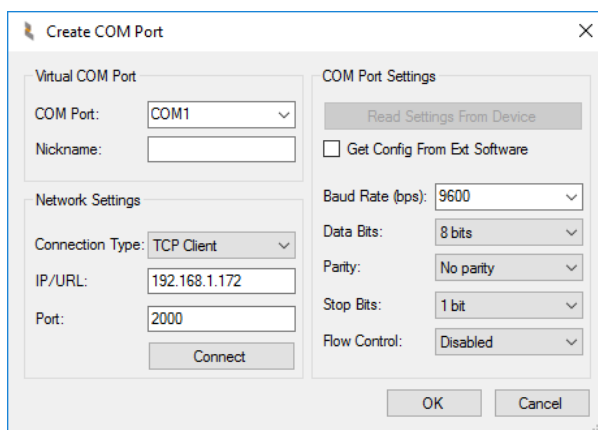 Create COM Port
Virtual COM Port
COM Port: COM1
Nickname:
Network Settings
Connection Type: TCP Client
IP/URL: 192.168.1.172
Port: 2000
Connect
COM Port Settings
Read Settings From Device
Get Config From Ext Software
Baud Rate (bps): 9600
Data Bits: 8 bits
Parity: No parity
Stop Bits: 1 bit
Flow Control: Disabled
OK Cancel